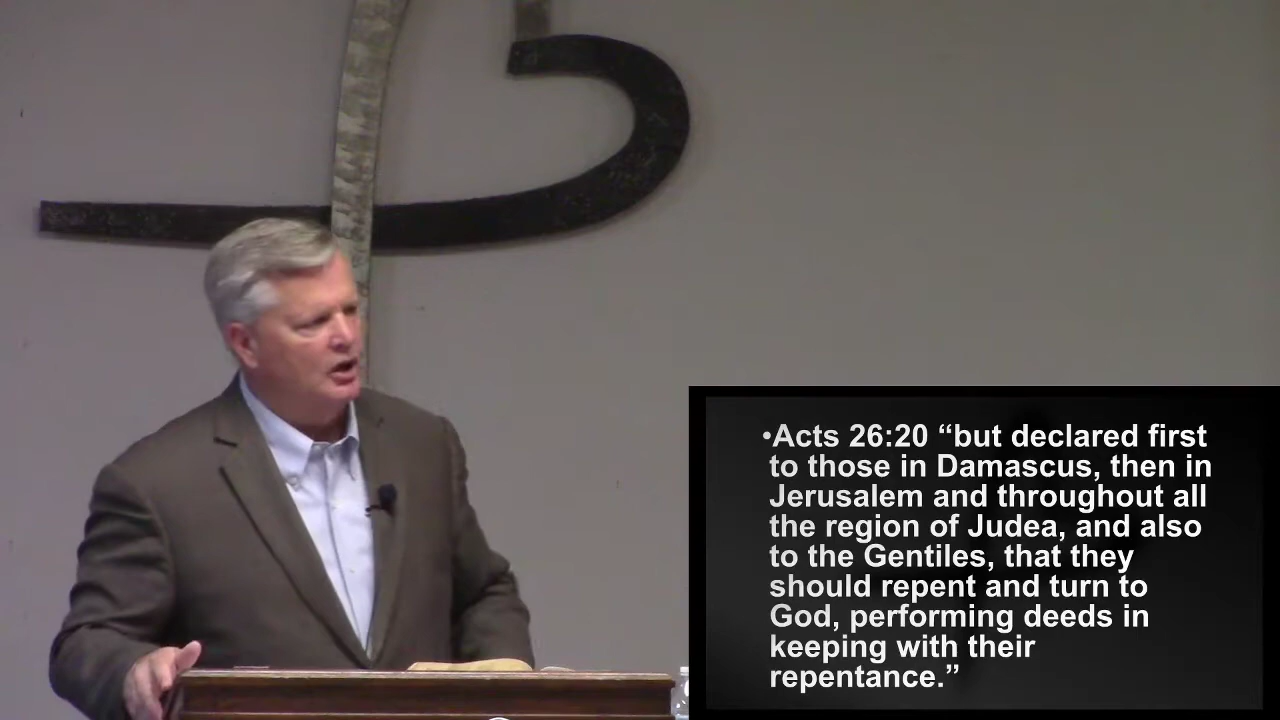 •Acts 26:20 “but declared first
to those in Damascus, then in
Jerusalem and throughout all
the region of Judea, and also
to the Gentiles, that they
should repent and turn to
God, performing deeds in
keeping with their
repentance.”